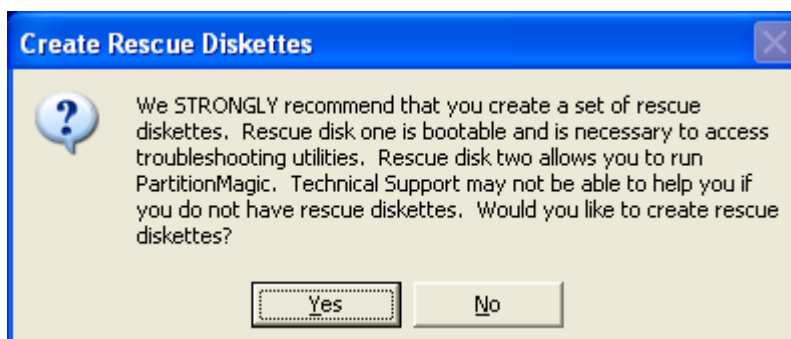 Create Rescue Diskettes
We STRONGLY recommend that you create a set of rescue
diskettes. Rescue disk one is bootable and is necessary to access
troubleshooting utilities. Rescue disk two allows you to run
PartitionMagic. Technical Support may not be able to help you if
you do not have rescue diskettes. Would you like to create rescue
diskettes?
Yes No